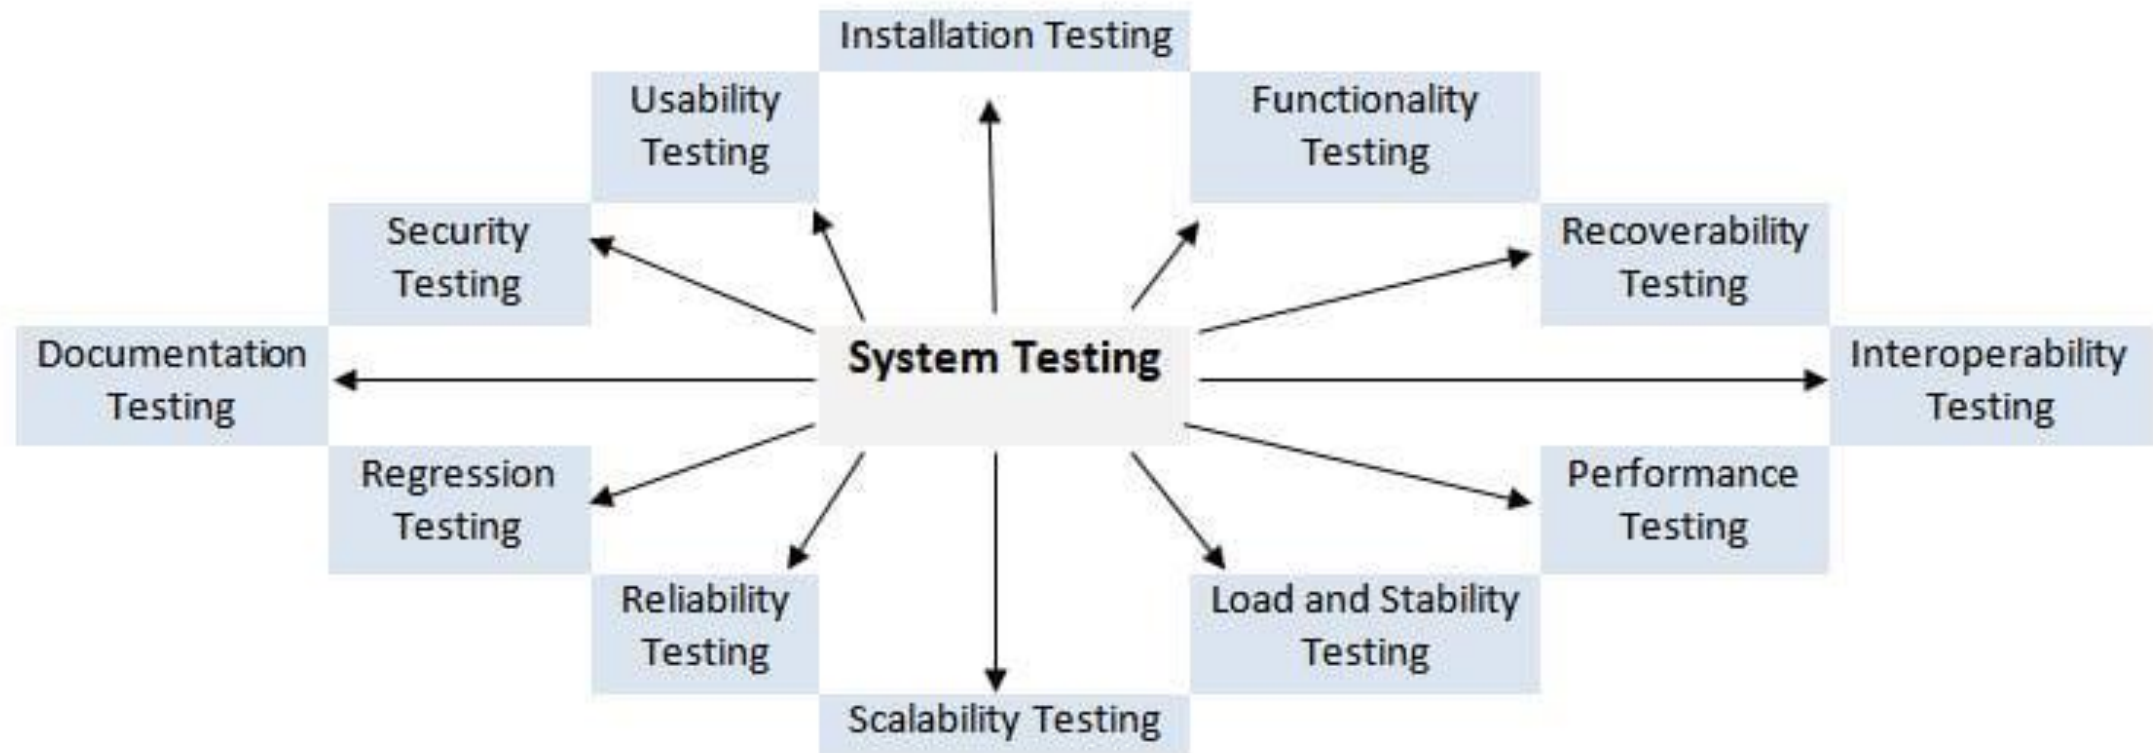 Installation Testing
Usability
Testing
Functionality
Testing
Security
Testing
Recoverability
Testing
Documentation
Testing
System Testing
Interoperability
Testing
Regression
Testing
Performance
Testing
Reliability
Testing
Load and Stability
Testing
Scalability Testing